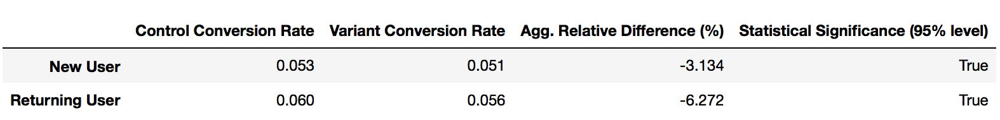 Control Conversion Rate Variant Conversion Rate Agg. Relative Difference (%) Statistical Significance (95% level)
New User 0.053 0.051 -3.134 True
Returning User 0.060 0.056 -6.272 True